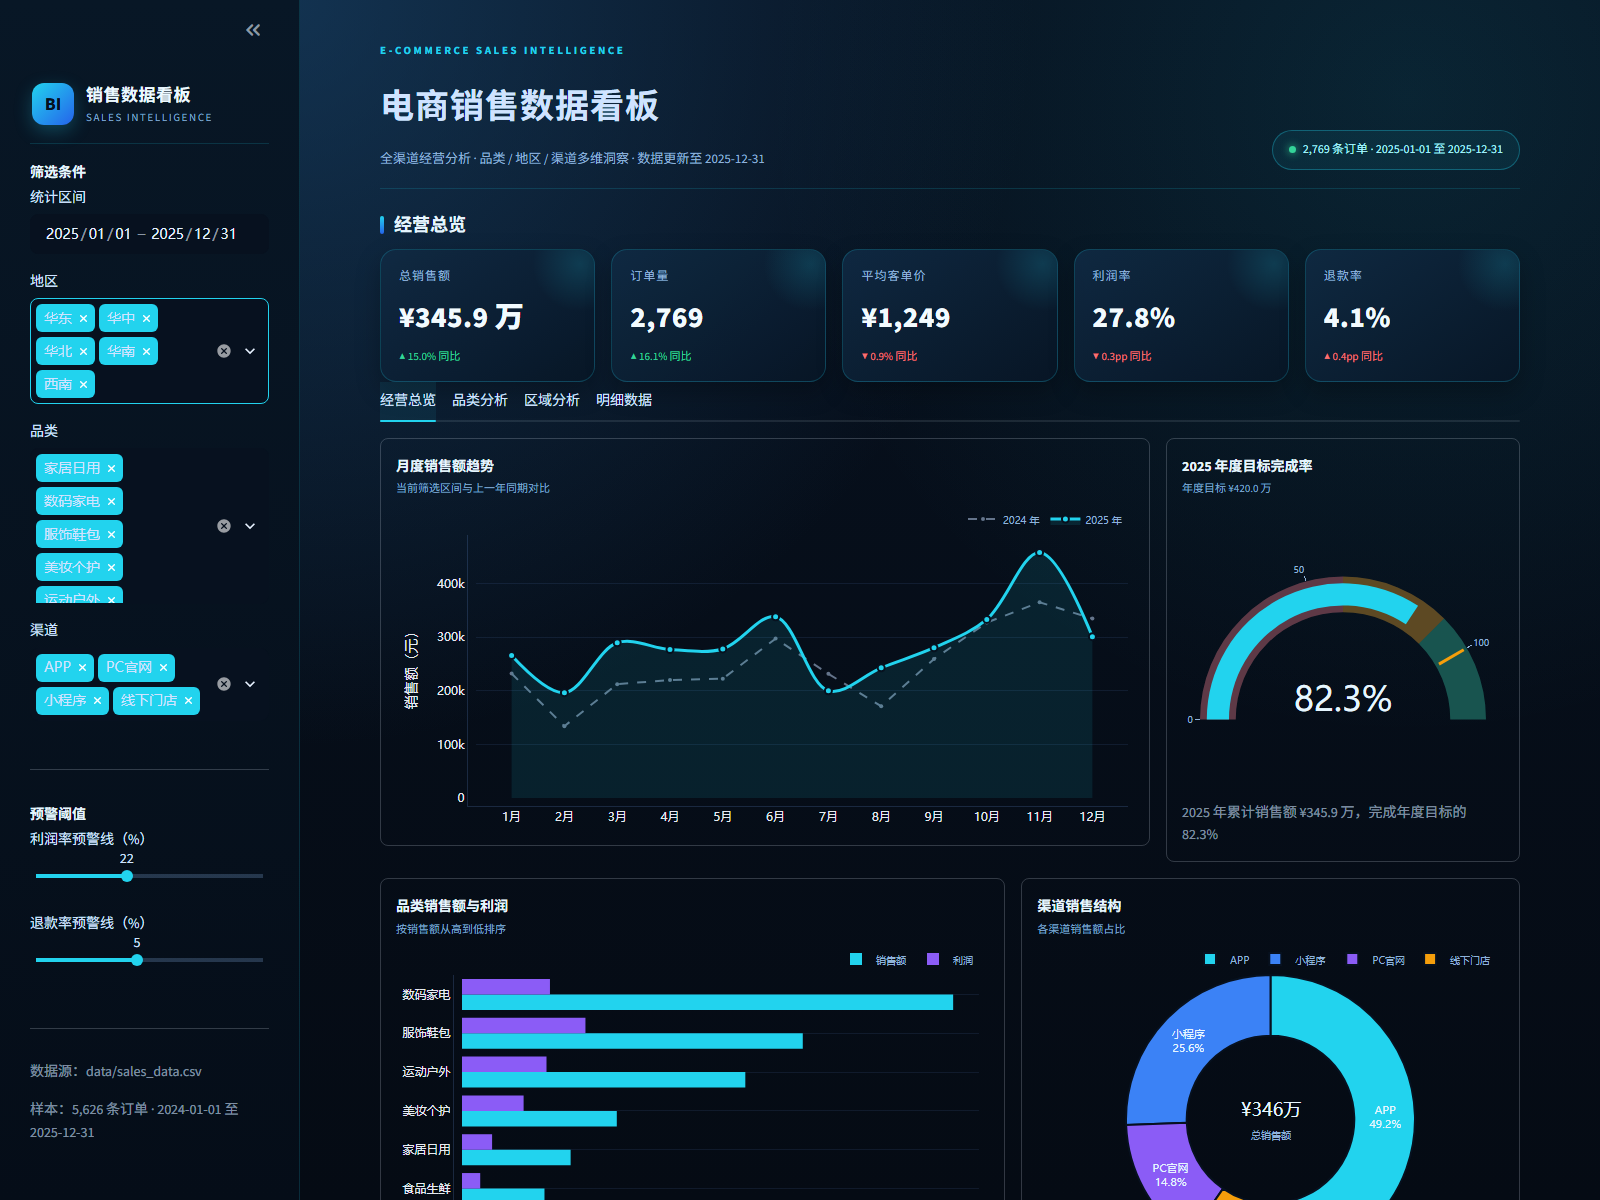 BI
销售数据看板
SALES INTELLIGENCE
筛选条件
统计区间
2025/01/01 – 2025/12/31
地区
华东 × 华中 ×
华北 × 华南 ×
西南 ×
品类
家居日用 ×
数码家电 ×
服饰鞋包 ×
美妆个护 ×
运动户外 ×
渠道
APP × PC官网 ×
小程序 × 线下门店 ×
预警阈值
利润率预警线（%）
22
退款率预警线（%）
5
数据源：data/sales_data.csv
样本：5,626 条订单 · 2024-01-01 至
2025-12-31
E-COMMERCE SALES INTELLIGENCE
电商销售数据看板
全渠道经营分析 · 品类 / 地区 / 渠道多维洞察 · 数据更新至 2025-12-31
2,769 条订单 · 2025-01-01 至 2025-12-31
经营总览
总销售额
¥345.9 万
▲ 15.0% 同比
订单量
2,769
▲ 16.1% 同比
平均客单价
¥1,249
▼ 0.9% 同比
利润率
27.8%
▼ 0.3pp 同比
退款率
4.1%
▲ 0.4pp 同比
经营总览 品类分析 区域分析 明细数据
月度销售额趋势
当前筛选区间与上一年同期对比
2024 年 2025 年
销售额（元）
400k
300k
200k
100k
0
1月 2月 3月 4月 5月 6月 7月 8月 9月 10月 11月 12月
2025 年度目标完成率
年度目标 ¥420.0 万
0
50
100
82.3%
2025 年累计销售额 ¥345.9 万，完成年度目标的
82.3%
品类销售额与利润
按销售额从高到低排序
销售额 利润
数码家电
服饰鞋包
运动户外
美妆个护
家居日用
食品生鲜
渠道销售结构
各渠道销售额占比
APP 小程序 PC官网 线下门店
小程序
25.6%
APP
49.2%
PC官网
14.8%
¥346万
总销售额